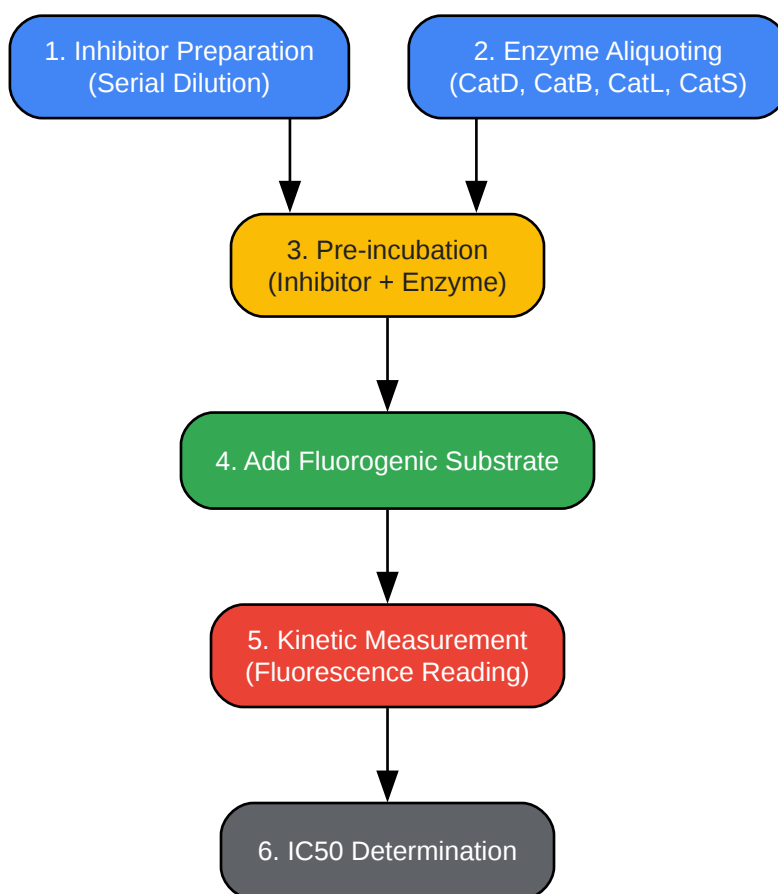 1. Inhibitor Preparation
(Serial Dilution)
2. Enzyme Aliquoting
(CatD, CatB, CatL, CatS)
3. Pre-incubation
(Inhibitor + Enzyme)
4. Add Fluorogenic Substrate
5. Kinetic Measurement
(Fluorescence Reading)
6. IC50 Determination